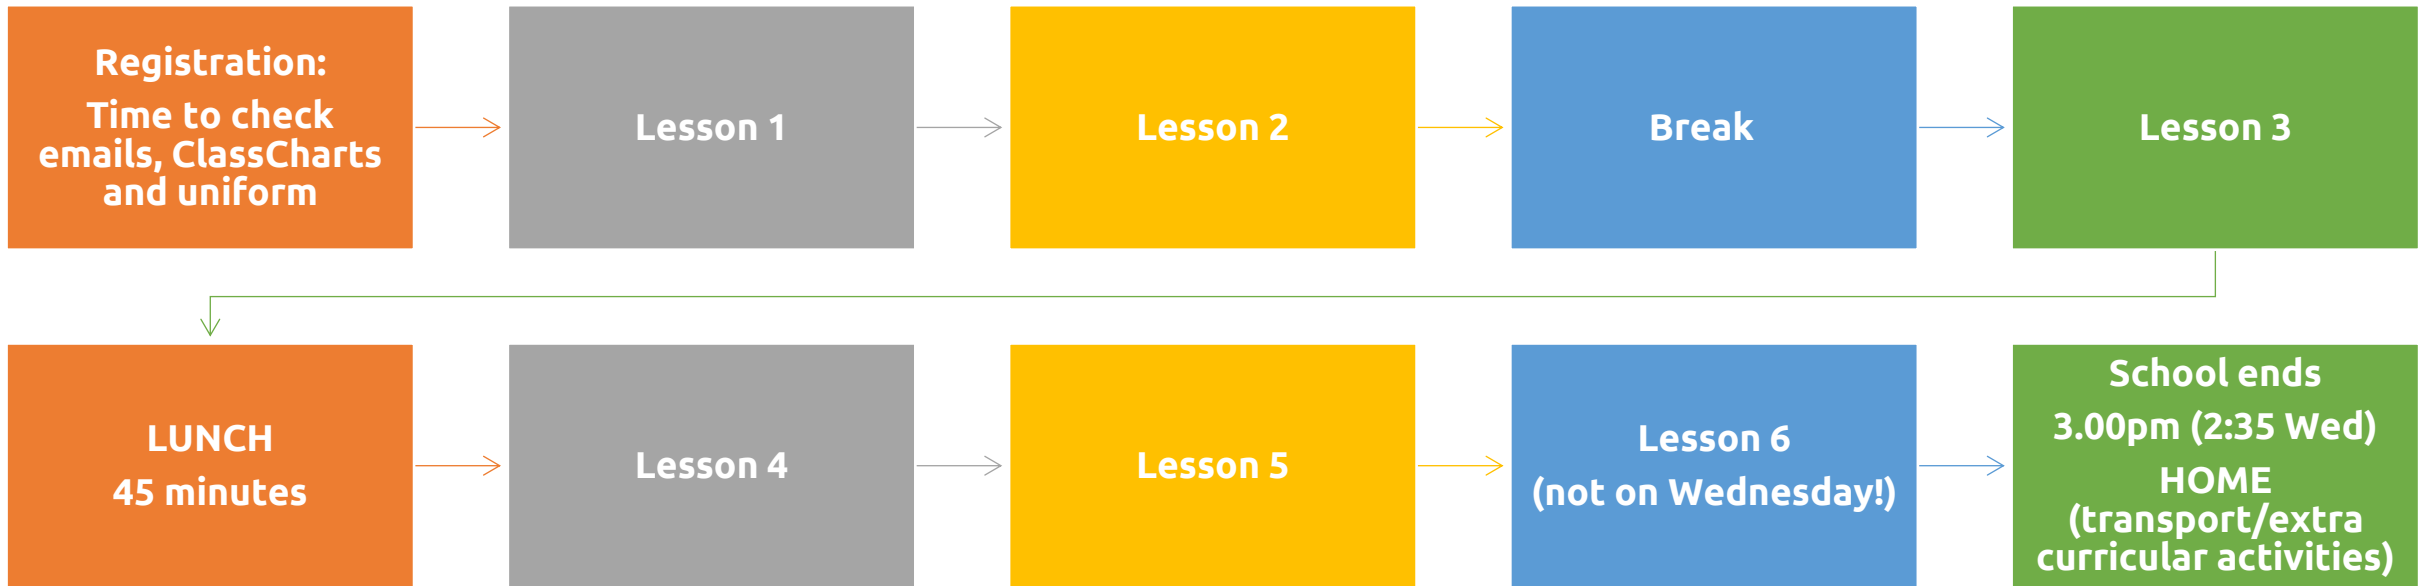 Registration:
Time to check
emails, ClassCharts
and uniform
Lesson 1
Lesson 2
Break
Lesson 3
LUNCH
45 minutes
Lesson 4
Lesson 5
Lesson 6
(not on Wednesday!)
School ends
3.00pm (2:35 Wed)
HOME
(transport/extra
curricular activities)